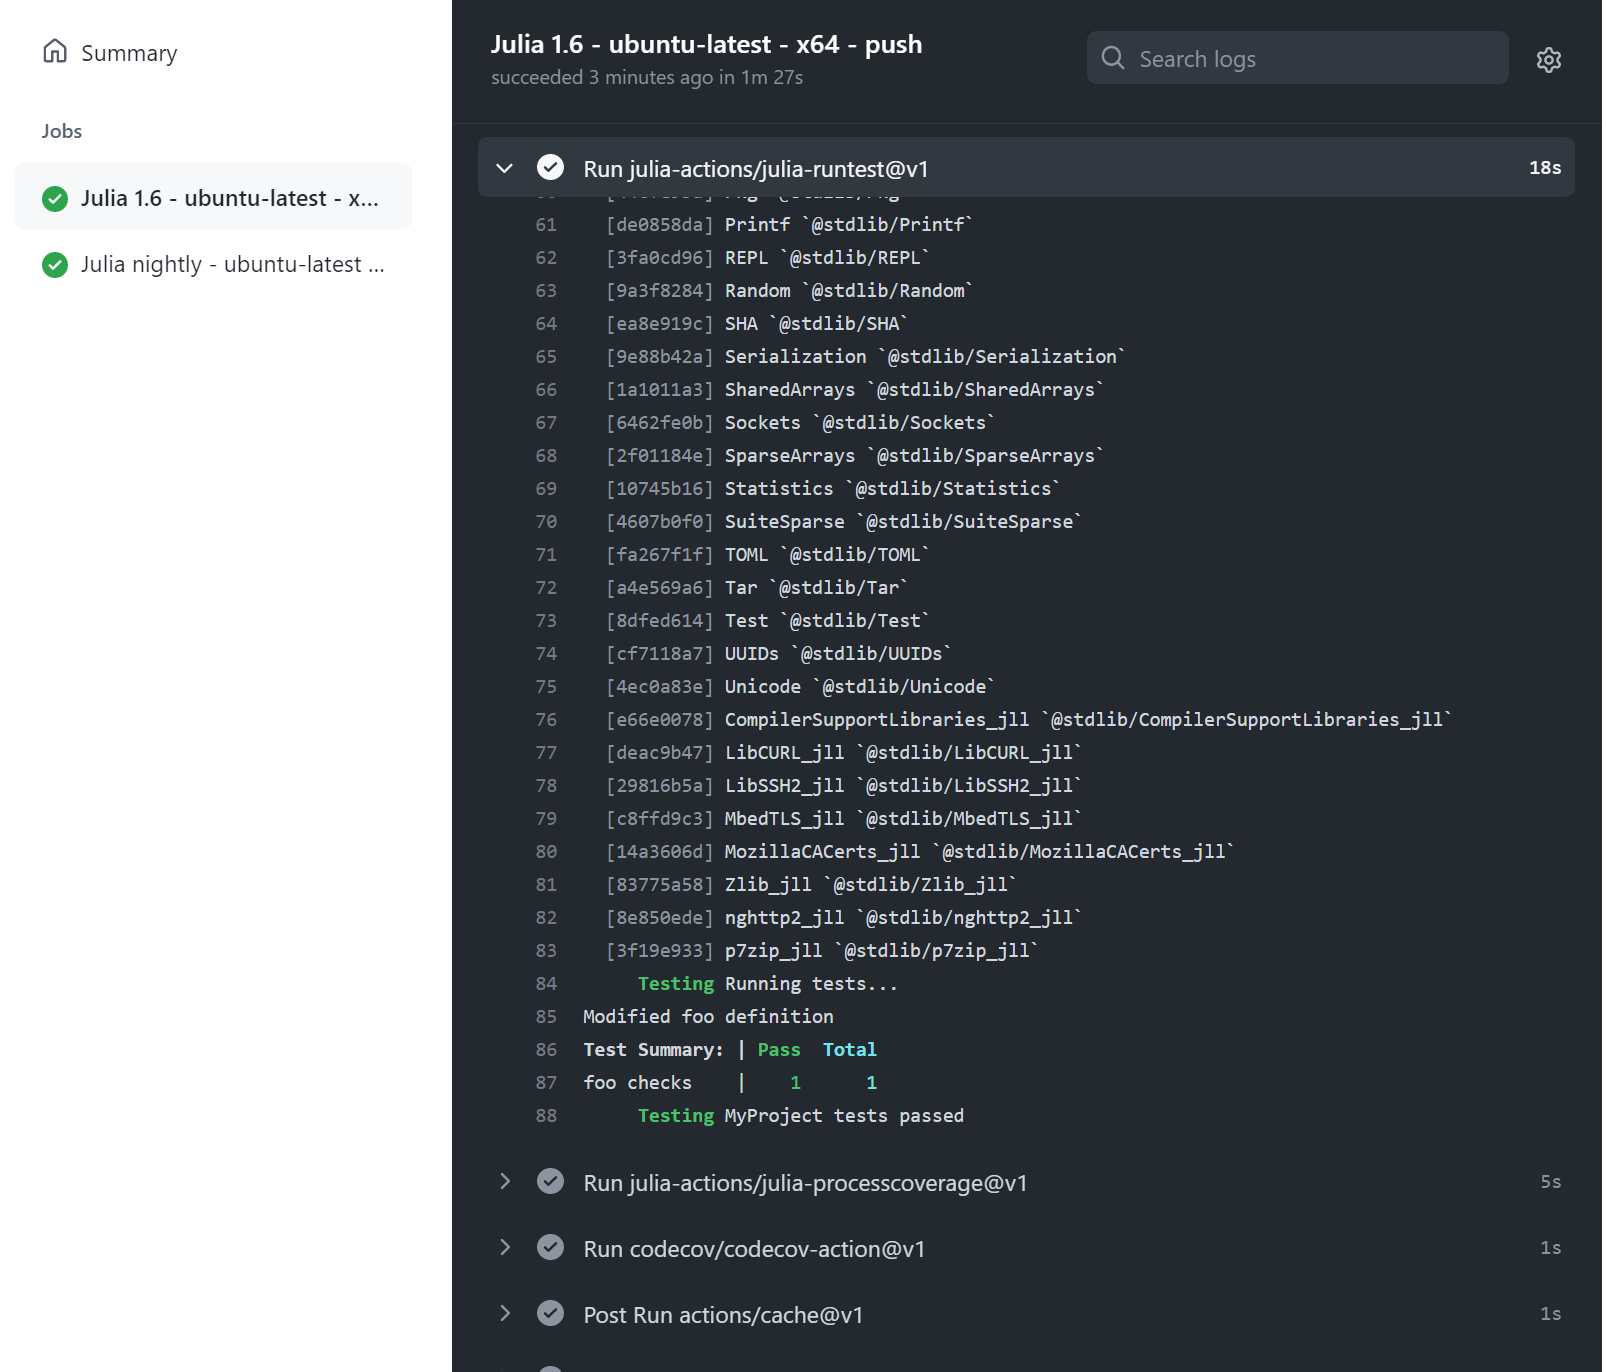 Summary
Jobs
Julia 1.6 - ubuntu-latest - x...
Julia nightly - ubuntu-latest ...
Julia 1.6 - ubuntu-latest - x64 - push
succeeded 3 minutes ago in 1m 27s
Search logs
Run julia-actions/julia-runtest@v1 18s
61 [de0858da] Printf `@stdlib/Printf`
62 [3fa0cd96] REPL `@stdlib/REPL`
63 [9a3f8284] Random `@stdlib/Random`
64 [ea8e919c] SHA `@stdlib/SHA`
65 [9e88b42a] Serialization `@stdlib/Serialization`
66 [1a1011a3] SharedArrays `@stdlib/SharedArrays`
67 [6462fe0b] Sockets `@stdlib/Sockets`
68 [2f01184e] SparseArrays `@stdlib/SparseArrays`
69 [10745b16] Statistics `@stdlib/Statistics`
70 [4607b0f0] SuiteSparse `@stdlib/SuiteSparse`
71 [fa267f1f] TOML `@stdlib/TOML`
72 [a4e569a6] Tar `@stdlib/Tar`
73 [8dfed614] Test `@stdlib/Test`
74 [cf7118a7] UUIDs `@stdlib/UUIDs`
75 [4ec0a83e] Unicode `@stdlib/Unicode`
76 [e66e0078] CompilerSupportLibraries_jll `@stdlib/CompilerSupportLibraries_jll`
77 [deac9b47] LibCURL_jll `@stdlib/LibCURL_jll`
78 [29816b5a] LibSSH2_jll `@stdlib/LibSSH2_jll`
79 [c8ffd9c3] MbedTLS_jll `@stdlib/MbedTLS_jll`
80 [14a3606d] MozillaCACerts_jll `@stdlib/MozillaCACerts_jll`
81 [83775a58] Zlib_jll `@stdlib/Zlib_jll`
82 [8e850ede] nghttp2_jll `@stdlib/nghttp2_jll`
83 [3f19e933] p7zip_jll `@stdlib/p7zip_jll`
84 Testing Running tests...
85 Modified foo definition
86 Test Summary: | Pass Total
87 foo checks | 1 1
88 Testing MyProject tests passed
Run julia-actions/julia-processcoverage@v1 5s
Run codecov/codecov-action@v1 1s
Post Run actions/cache@v1 1s